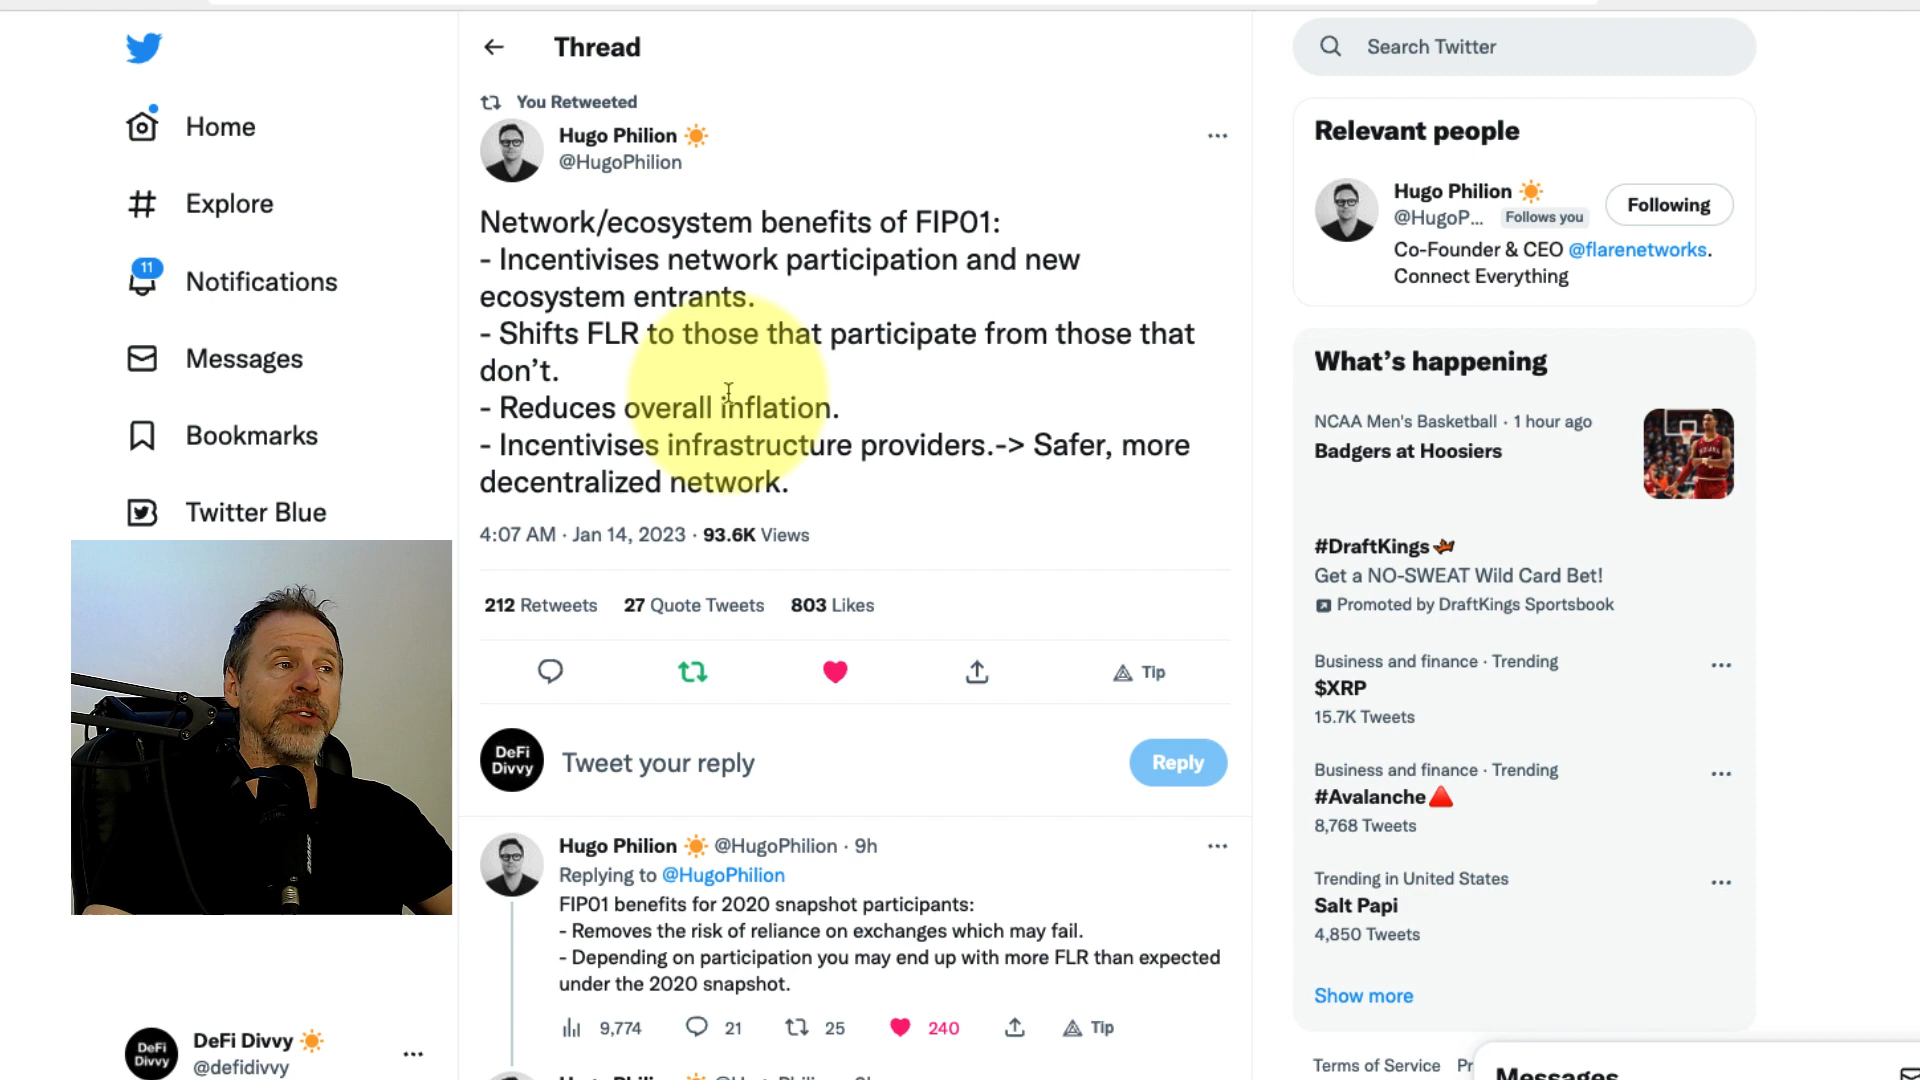 Thread
Search Twitter
You Retweeted
Hugo Philion
@HugoPhilion
Network/ecosystem benefits of FIP01:
- Incentivises network participation and new
ecosystem entrants.
- Shifts FLR to those that participate from those that
don’t.
- Reduces overall inflation.
- Incentivises infrastructure providers.-> Safer, more
decentralized network.
4:07 AM · Jan 14, 2023 · 93.6K Views
212 Retweets 27 Quote Tweets 803 Likes
Tip
DeFi
Divvy
Tweet your reply
Reply
Hugo Philion @HugoPhilion · 9h
Replying to @HugoPhilion
FIP01 benefits for 2020 snapshot participants:
- Removes the risk of reliance on exchanges which may fail.
- Depending on participation you may end up with more FLR than expected
under the 2020 snapshot.
9,774 21 25 240 Tip
Home
Explore
11
Notifications
Messages
Bookmarks
Twitter Blue
DeFi
Divvy
DeFi Divvy
@defidivvy
Relevant people
Hugo Philion
Following
@HugoP... Follows you
Co-Founder & CEO @flarenetworks.
Connect Everything
What’s happening
NCAA Men's Basketball · 1 hour ago
Badgers at Hoosiers
#DraftKings
Get a NO-SWEAT Wild Card Bet!
Promoted by DraftKings Sportsbook
Business and finance · Trending
$XRP
15.7K Tweets
Business and finance · Trending
#Avalanche
8,768 Tweets
Trending in United States
Salt Papi
4,850 Tweets
Show more
Terms of Service
Messages